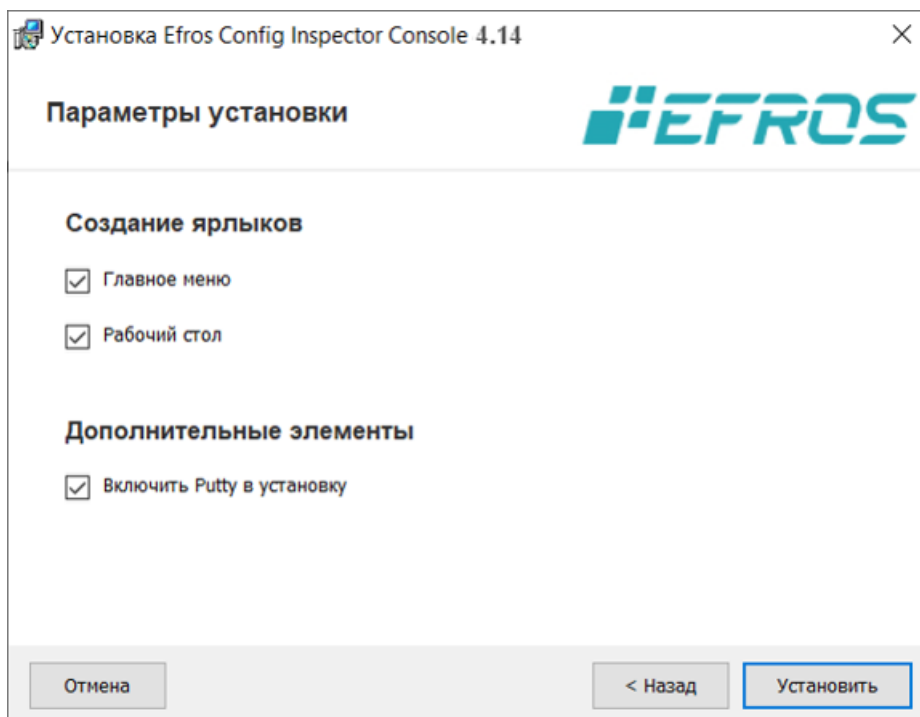 Установка Efros Config Inspector Console 4.14
Параметры установки
EFROS
Создание ярлыков
Главное меню
Рабочий стол
Дополнительные элементы
Включить Putty в установку
Отмена
< Назад
Установить